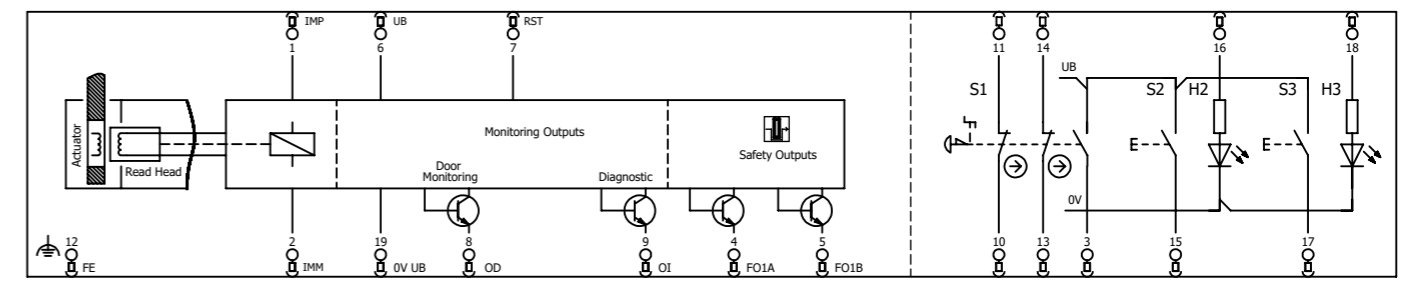 IMP
UB
RST
1
6
7
11
14
16
18
UB
S1
S2
H2
S3
H3
Actuator
Read Head
Monitoring Outputs
Safety Outputs
Door
Monitoring
Diagnostic
E
E
0V
12
2
19
8
9
4
5
10
13
3
15
17
FE
IMM
0V UB
OD
OI
FO1A
FO1B